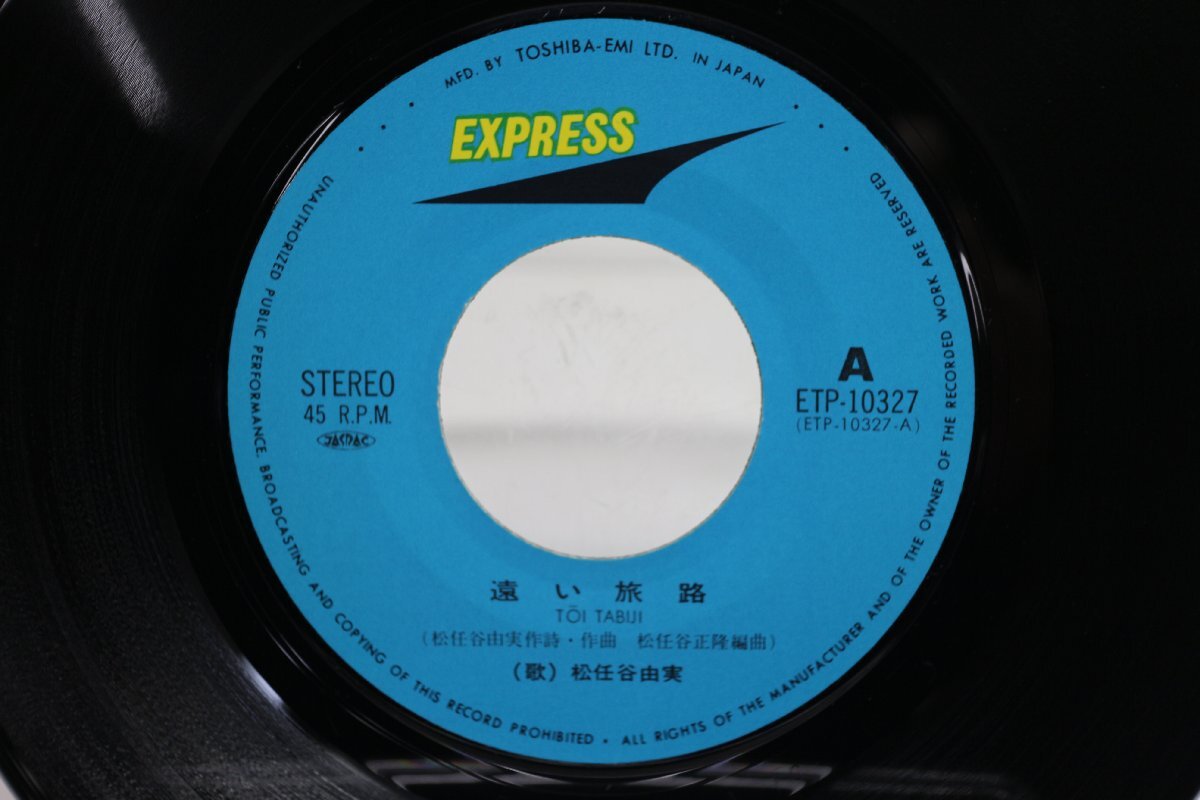 MFD. BY TOSHIBA-EMI LTD. IN JAPAN
EXPRESS
STEREO
45 R.P.M.
JASRAC
A
ETP-10327
(ETP-10327-A)
遠い旅路
TŌI TABIJI
(松任谷由実作詩・作曲 松任谷正隆編曲)
(歌) 松任谷由実
UNAUTHORIZED PUBLIC PERFORMANCE, BROADCASTING AND COPYING OF THIS RECORD PROHIBITED • ALL RIGHTS OF THE MANUFACTURER AND OF THE OWNER OF THE RECORDED WORK ARE RESERVED